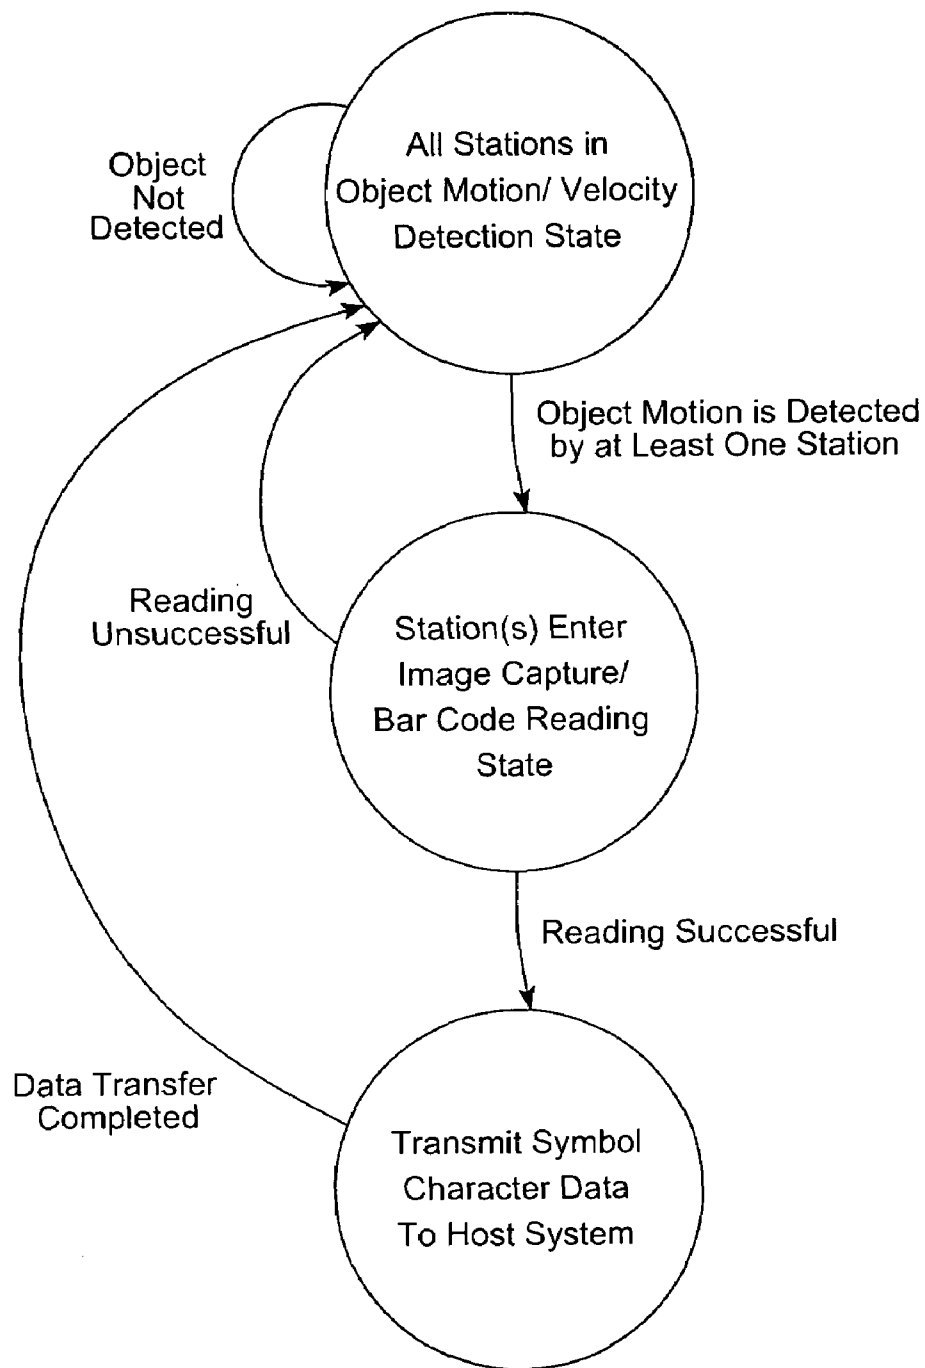 All Stations in
Object Motion/ Velocity
Detection State
Object
Not
Detected
Object Motion is Detected
by at Least One Station
Reading
Unsuccessful
Station(s) Enter
Image Capture/
Bar Code Reading
State
Reading Successful
Data Transfer
Completed
Transmit Symbol
Character Data
To Host System